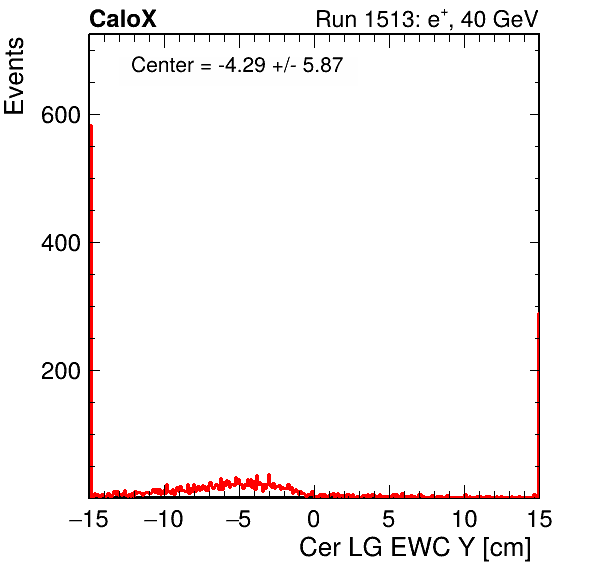 CaloX
Run 1513: e+, 40 GeV
Center = -4.29 +/- 5.87
Events
600
400
200
−15 −10 −5 0 5 10 15
Cer LG EWC Y [cm]